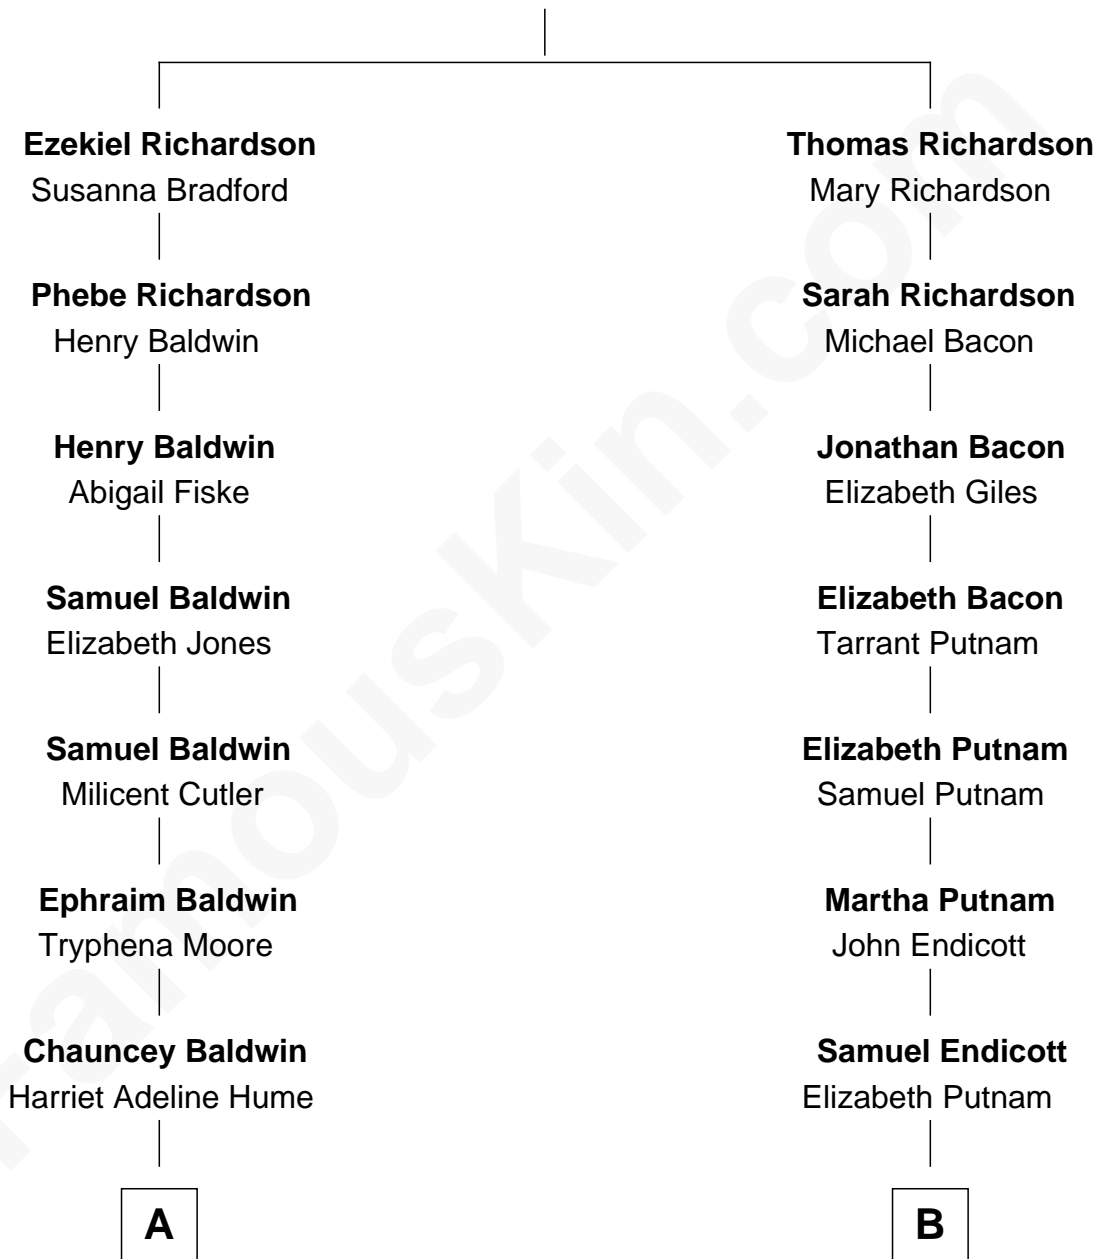 Ezekiel Richardson
Susanna Bradford
Phebe Richardson
Henry Baldwin
Henry Baldwin
Abigail Fiske
Samuel Baldwin
Elizabeth Jones
Samuel Baldwin
Milicent Cutler
Ephraim Baldwin
Tryphena Moore
Chauncey Baldwin
Harriet Adeline Hume
A
Thomas Richardson
Mary Richardson
Sarah Richardson
Michael Bacon
Jonathan Bacon
Elizabeth Giles
Elizabeth Bacon
Tarrant Putnam
Elizabeth Putnam
Samuel Putnam
Martha Putnam
John Endicott
Samuel Endicott
Elizabeth Putnam
B
FamousKin.com